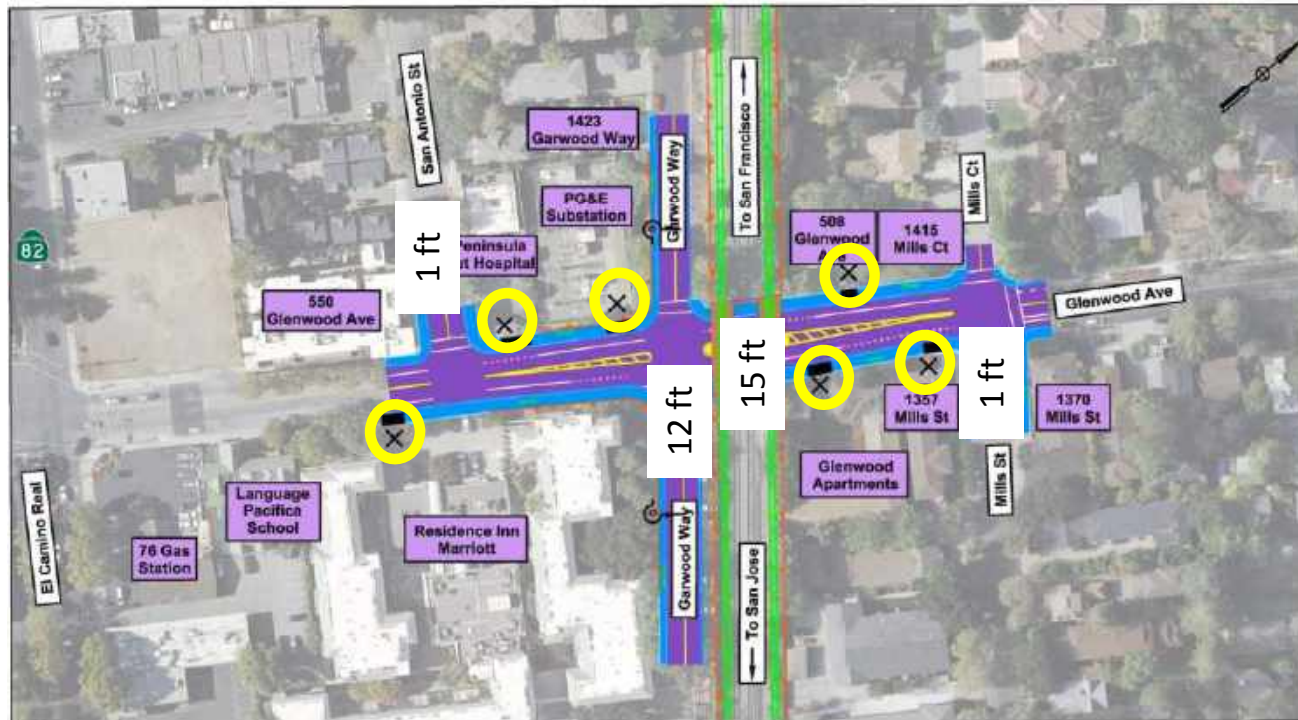 San Antonio St
1423
Garwood Way
Garwood Way
To San Francisco
Mills Ct
82
PG&E
Substation
508
Glenwood
1415
Mills Ct
1 ft
Peninsula
Hospital
550
Glenwood Ave
Glenwood Ave
12 ft
15 ft
1 ft
1357
Mills St
1370
Mills St
El Camino Real
Language
Pacifica
School
Residence Inn
Marriott
76 Gas
Station
Garwood Way
To San Jose
Glenwood
Apartments
Mills St